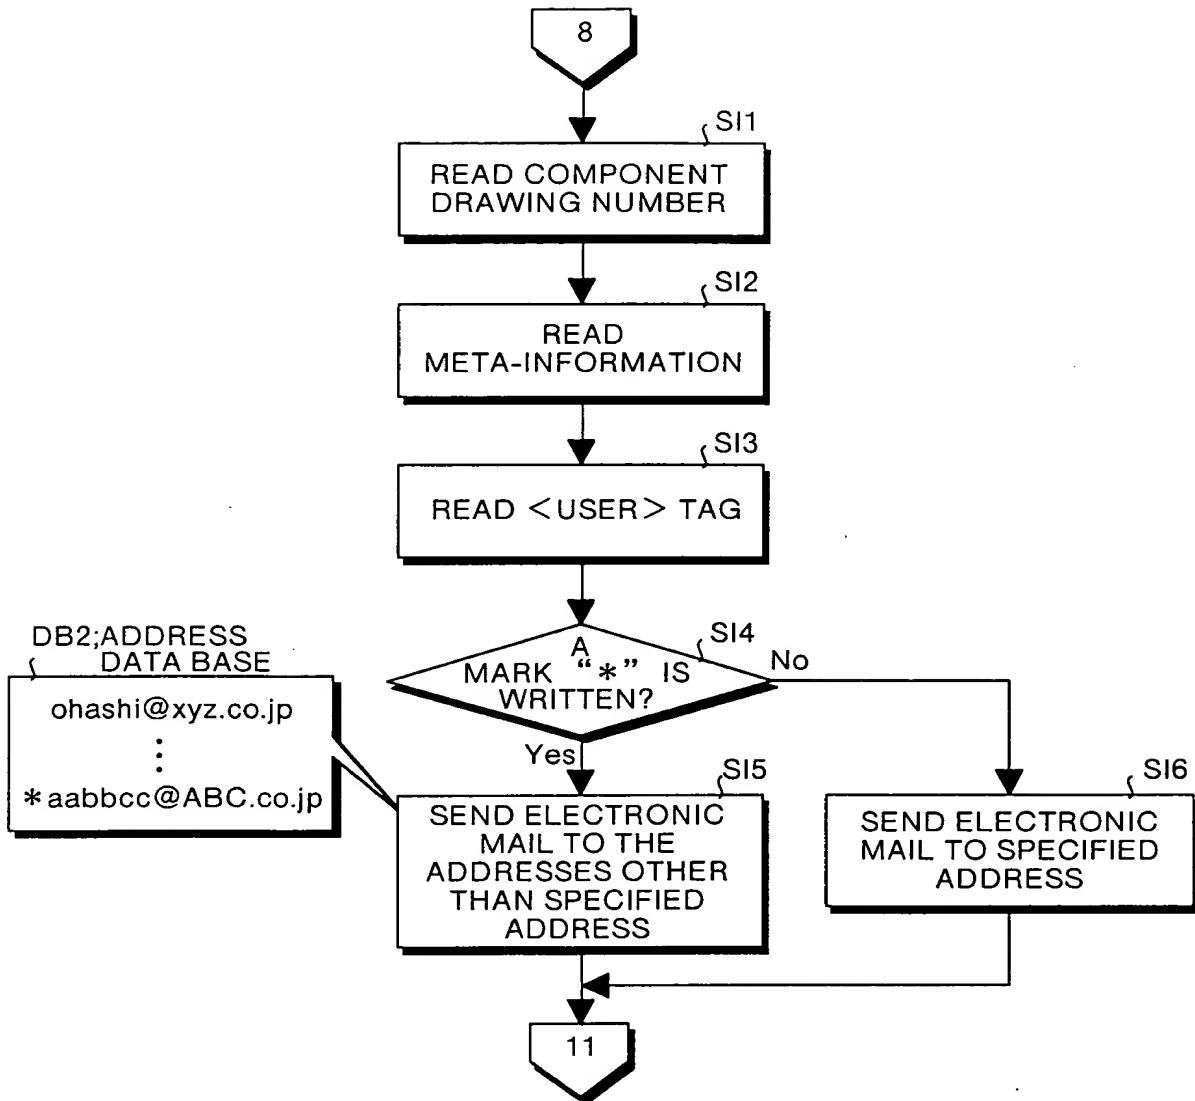 8
SI1
READ COMPONENT
DRAWING NUMBER
SI2
READ
META-INFORMATION
SI3
READ <USER> TAG
DB2;ADDRESS
DATA BASE
ohashi@xyz.co.jp
*aabbcc@ABC.co.jp
SI4
A
MARK "*" IS
WRITTEN?
No
Yes
SI5
SEND ELECTRONIC
MAIL TO THE
ADDRESSES OTHER
THAN SPECIFIED
ADDRESS
SI6
SEND ELECTRONIC
MAIL TO SPECIFIED
ADDRESS
11